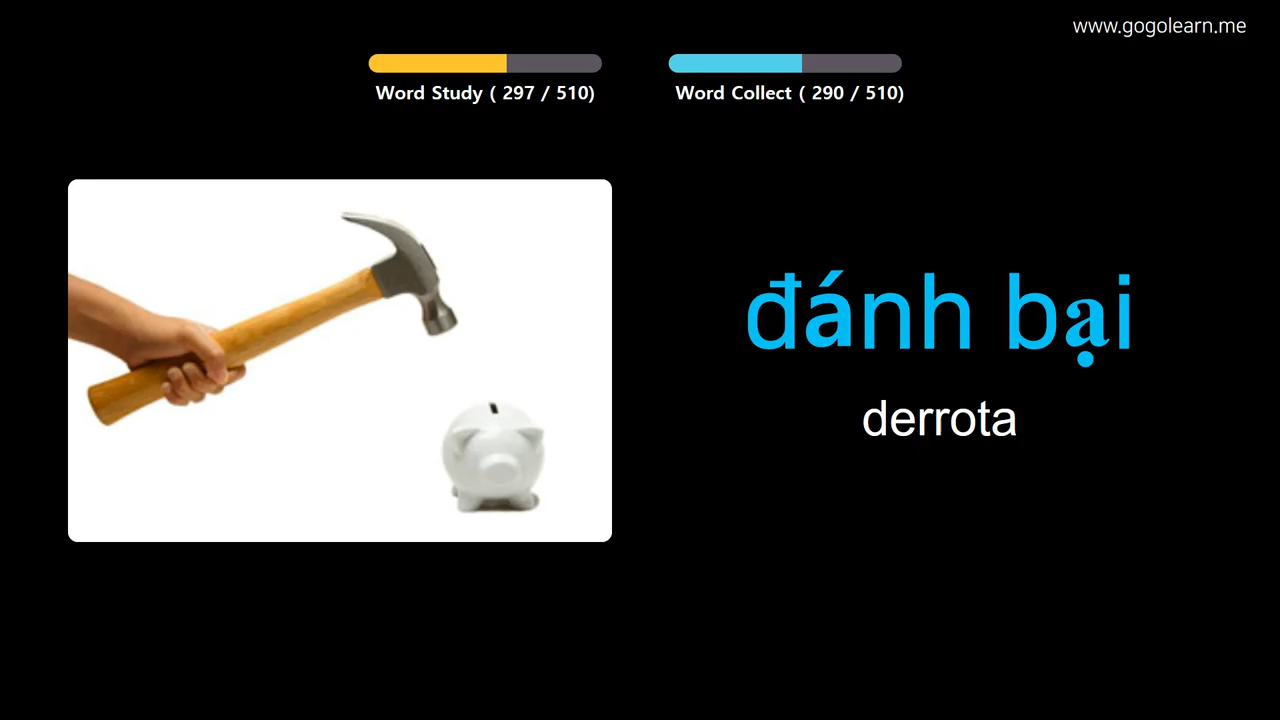 www.gogolearn.me
Word Study ( 297 / 510)
Word Collect ( 290 / 510)
đánh bại
derrota